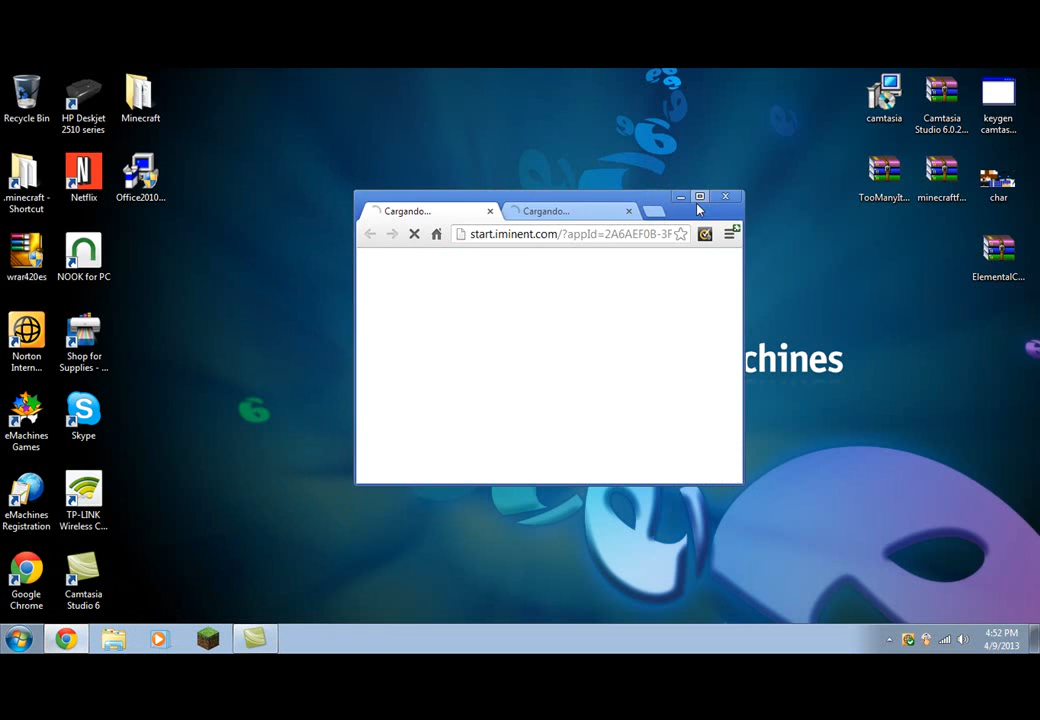 Recycle Bin
HP Deskjet
2510 series
Minecraft
.minecraft -
Shortcut
Netflix
Office2010...
wrar420es
NOOK for PC
Norton
Intern...
Shop for
Supplies - ...
eMachines
Games
Skype
eMachines
Registration
TP-LINK
Wireless C...
Google
Chrome
Camtasia
Studio 6
Cargando...
Cargando...
start.iminent.com/?appId=2A6AEF0B-3F
chines
camtasia
Camtasia
Studio 6.0.2...
keygen
camtas...
TooManyIt...
minecraftf...
char
ElementalC...
4:52 PM
4/9/2013